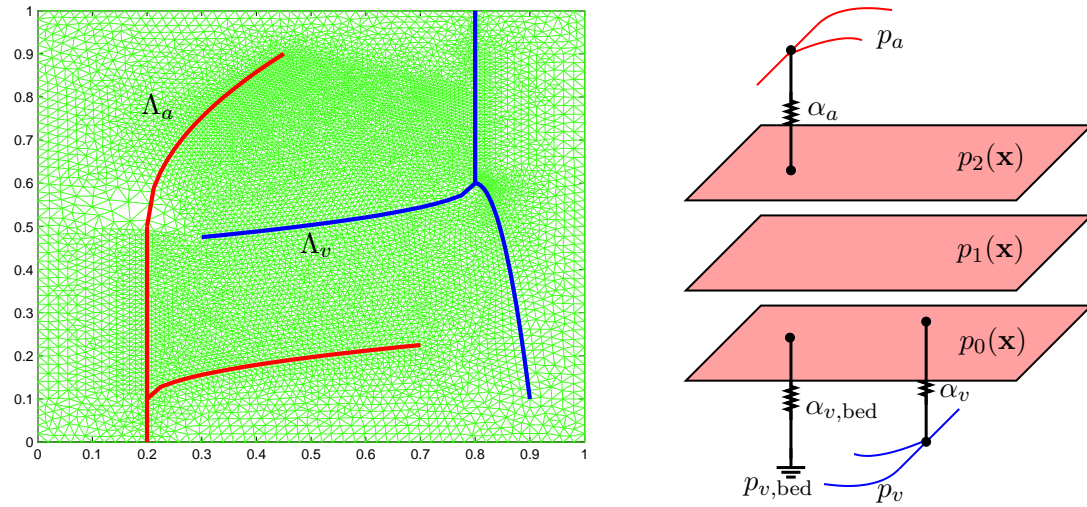 1
0.9
0.8
0.7
0.6
0.5
0.4
0.3
0.2
0.1
0
0 0.1 0.2 0.3 0.4 0.5 0.6 0.7 0.8 0.9 1
Λ_a
Λ_v
p_a
α_a
p_2(x)
p_1(x)
p_0(x)
α_{v,bed}
α_v
p_{v,bed}
p_v